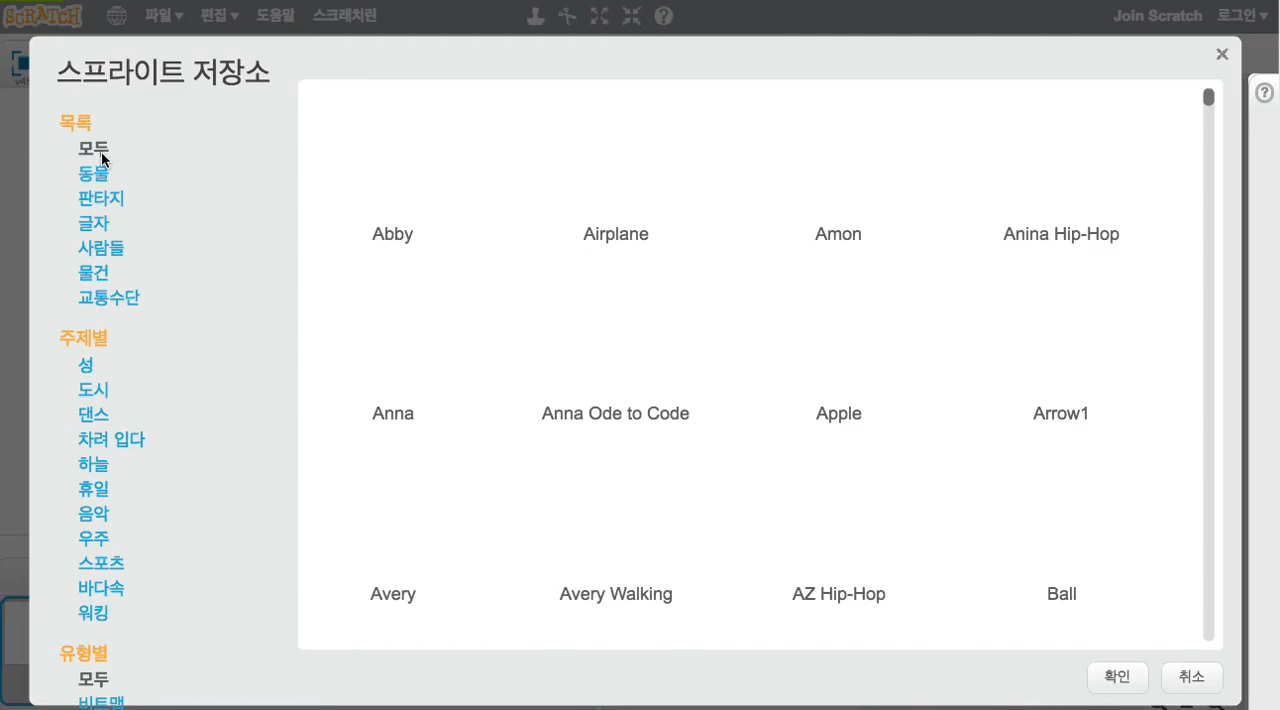 SCRATCH 파일 편집 도움말 스크래치란 Join Scratch 로그인
스프라이트 저장소
목록
모두
동물
판타지
글자
사람들
물건
교통수단
주제별
성
도시
댄스
차려 입다
하늘
휴일
음악
우주
스포츠
바다속
워킹
유형별
모두
비트맵
Abby Airplane Amon Anina Hip-Hop
Anna Anna Ode to Code Apple Arrow1
Avery Avery Walking AZ Hip-Hop Ball
확인 취소